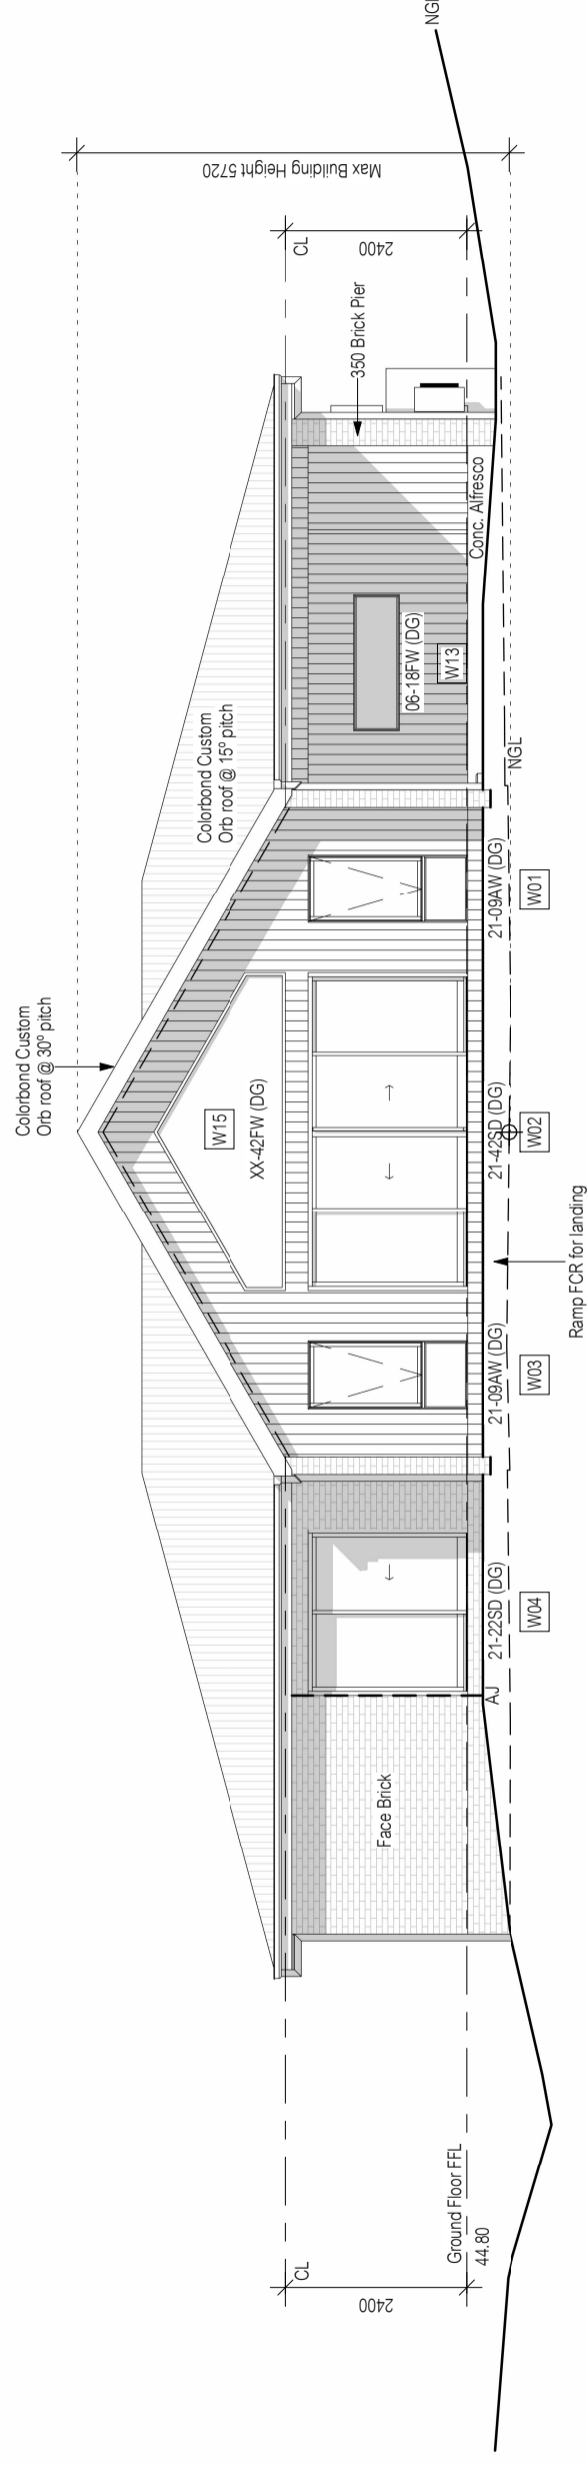 Colorbond Custom
Orb roof @ 30º pitch
Colorbond Custom
Orb roof @ 15º pitch
Max Building Height 5720
CL
2400
CL
2400
350 Brick Pier
W15
XX-42FW (DG)
Face Brick
06-18FW (DG)
W13
Conc. Alfresco
Ground Floor FFL
44.80
AJ
21-22SD (DG)
W04
21-09AW (DG)
W03
21-42SD (DG)
W02
21-09AW (DG)
W01
NGL
Ramp FCR for landing